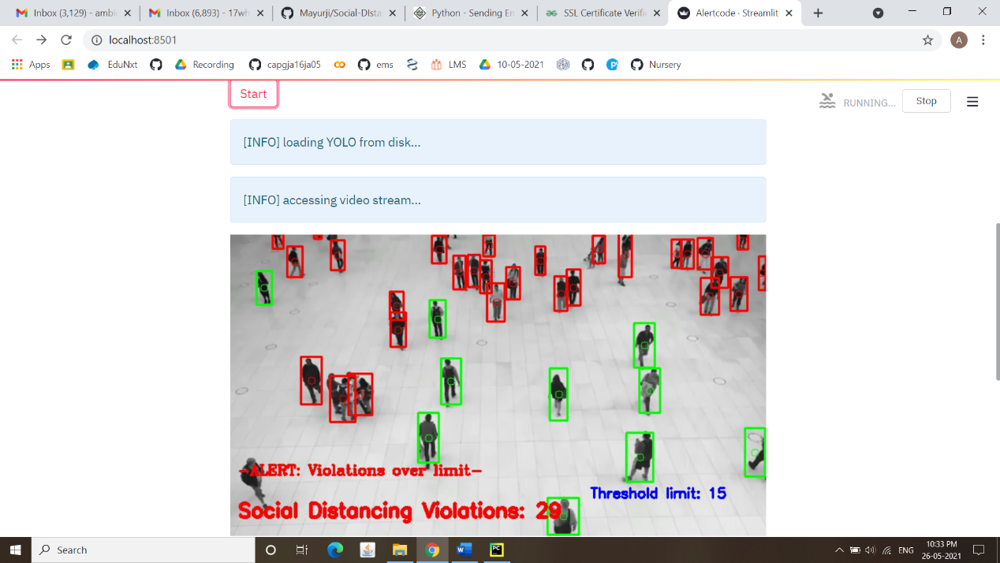 Inbox (3,129) - ambi
Inbox (6,893) - 17wh
Mayurji/Social-DIsta
Python - Sending Em
SSL Certificate Verifi
Alertcode · Streamlit
localhost:8501
A
Apps
EduNxt
Recording
capgja16ja05
ems
LMS
10-05-2021
Nursery
Start
RUNNING...
Stop
[INFO] loading YOLO from disk...
[INFO] accessing video stream...
-ALERT: Violations over limit-
Threshold limit: 15
Social Distancing Violations: 29
Search
ENG
10:33 PM
26-05-2021